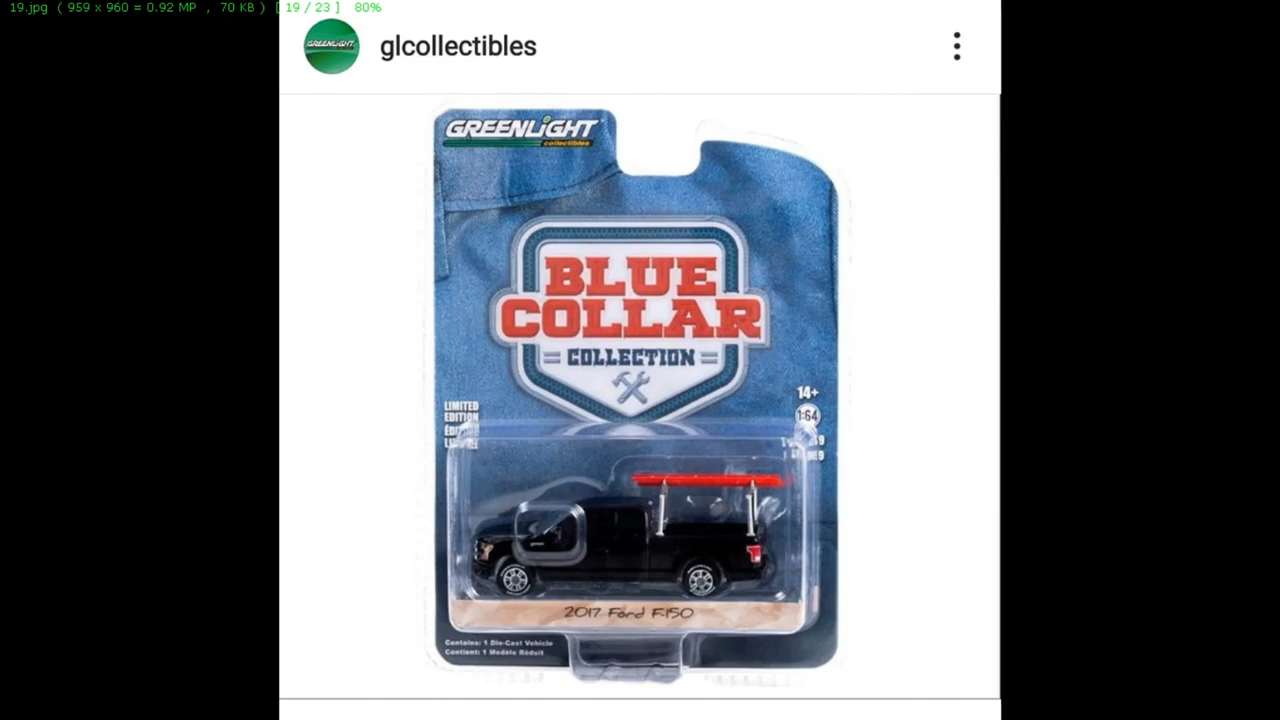 19.jpg ( 959 x 960 = 0.92 MP , 70 KB ) [ 19 / 23 ] 80%
GREENLIGHT
glcollectibles
GREENLIGHT
collectibles
BLUE
COLLAR
COLLECTION
14+
1:64
LIMITED
EDITION
2017 Ford F-150
Contains: 1 Die-Cast Vehicle
Contient: 1 Modèle Réduit